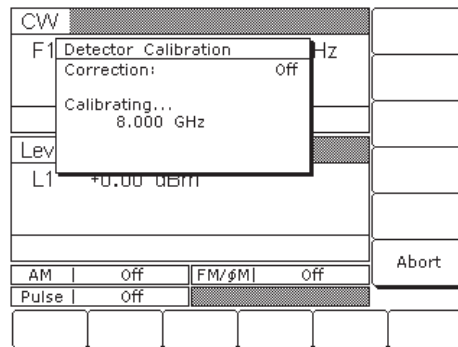 CW
F1 Hz
Detector Calibration
Correction: Off
Calibrating...
8.000 GHz
Lev
L1 +0.00 dBm
Abort
AM Off FM/ϕM Off
Pulse Off